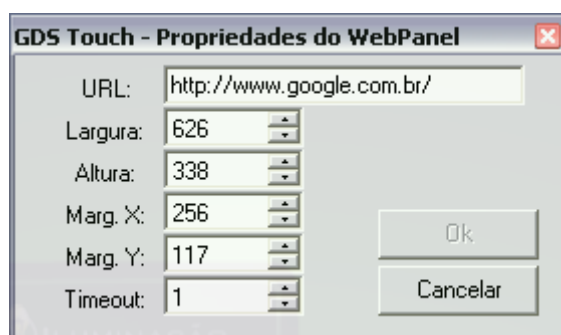 GDS Touch - Propriedades do WebPanel
URL: http://www.google.com.br/
Largura: 626
Altura: 338
Marg. X: 256
Marg. Y: 117
Timeout: 1
Ok
Cancelar